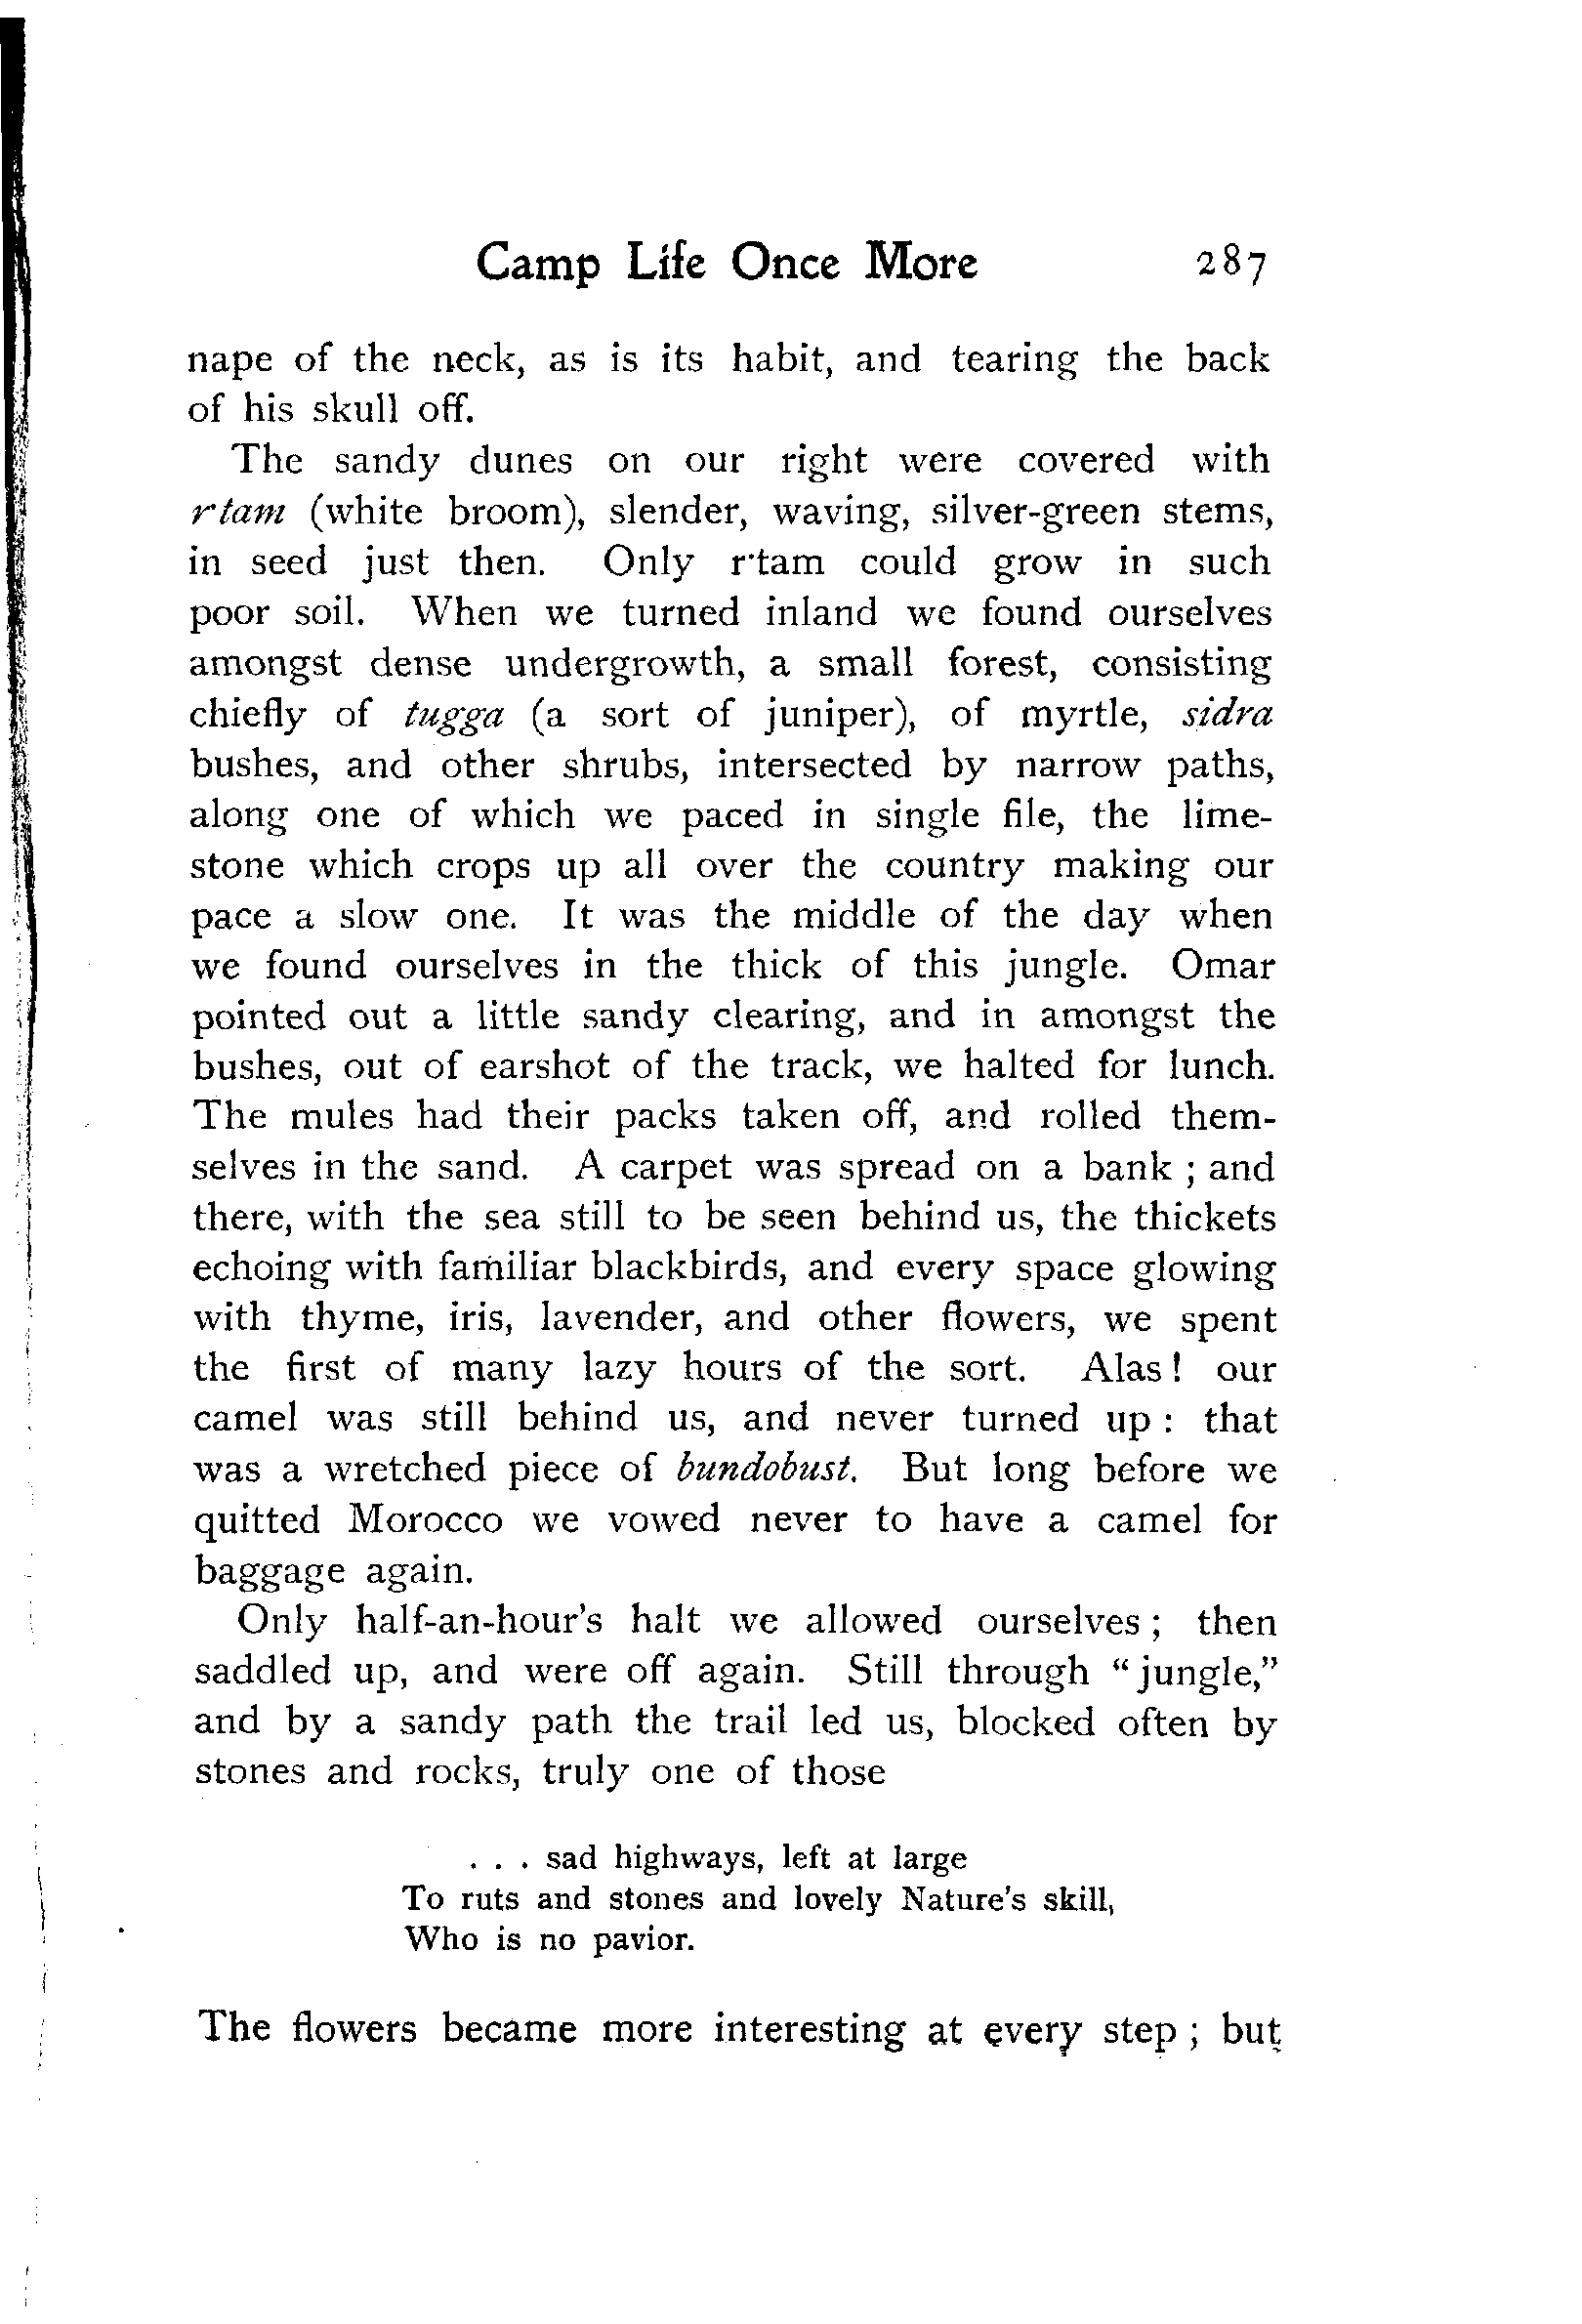 Camp Life Once More 287
nape of the neck, as is its habit, and tearing the back
of his skull off.
The sandy dunes on our right were covered with
rtam (white broom), slender, waving, silver-green stems,
in seed just then. Only r·tam could grow in such
poor soil. When we turned inland we found ourselves
amongst dense undergrowth, a small forest, consisting
chiefly of tugga (a sort of juniper), of myrtle, sidra
bushes, and other shrubs, intersected by narrow paths,
along one of which we paced in single file, the lime-
stone which crops up all over the country making our
pace a slow one. It was the middle of the day when
we found ourselves in the thick of this jungle. Omar
pointed out a little sandy clearing, and in amongst the
bushes, out of earshot of the track, we halted for lunch.
The mules had their packs taken off, and rolled them-
selves in the sand. A carpet was spread on a bank ; and
there, with the sea still to be seen behind us, the thickets
echoing with familiar blackbirds, and every space glowing
with thyme, iris, lavender, and other flowers, we spent
the first of many lazy hours of the sort. Alas ! our
camel was still behind us, and never turned up : that
was a wretched piece of bundobust. But long before we
quitted Morocco we vowed never to have a camel for
baggage again.
Only half-an-hour's halt we allowed ourselves ; then
saddled up, and were off again. Still through “jungle,”
and by a sandy path the trail led us, blocked often by
stones and rocks, truly one of those
. . . sad highways, left at large
To ruts and stones and lovely Nature's skill,
Who is no pavior.
The flowers became more interesting at every step ; but